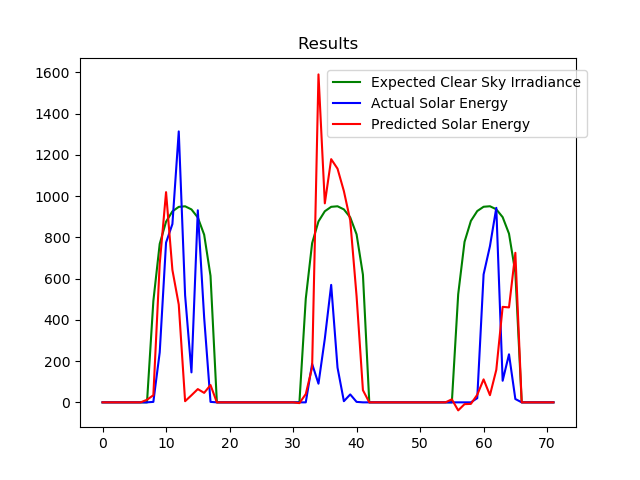 Results
Expected Clear Sky Irradiance
Actual Solar Energy
Predicted Solar Energy
1600
1400
1200
1000
800
600
400
200
0
0 10 20 30 40 50 60 70